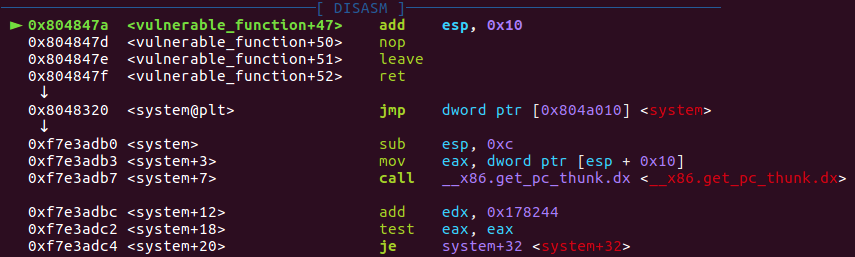 [ DISASM ]
► 0x804847a <vulnerable_function+47> add esp, 0x10
0x804847d <vulnerable_function+50> nop
0x804847e <vulnerable_function+51> leave
0x804847f <vulnerable_function+52> ret
↓
0x8048320 <system@plt> jmp dword ptr [0x804a010] <system>
↓
0xf7e3adb0 <system> sub esp, 0xc
0xf7e3adb3 <system+3> mov eax, dword ptr [esp + 0x10]
0xf7e3adb7 <system+7> call __x86.get_pc_thunk.dx <__x86.get_pc_thunk.dx>
0xf7e3adbc <system+12> add edx, 0x178244
0xf7e3adc2 <system+18> test eax, eax
0xf7e3adc4 <system+20> je system+32 <system+32>